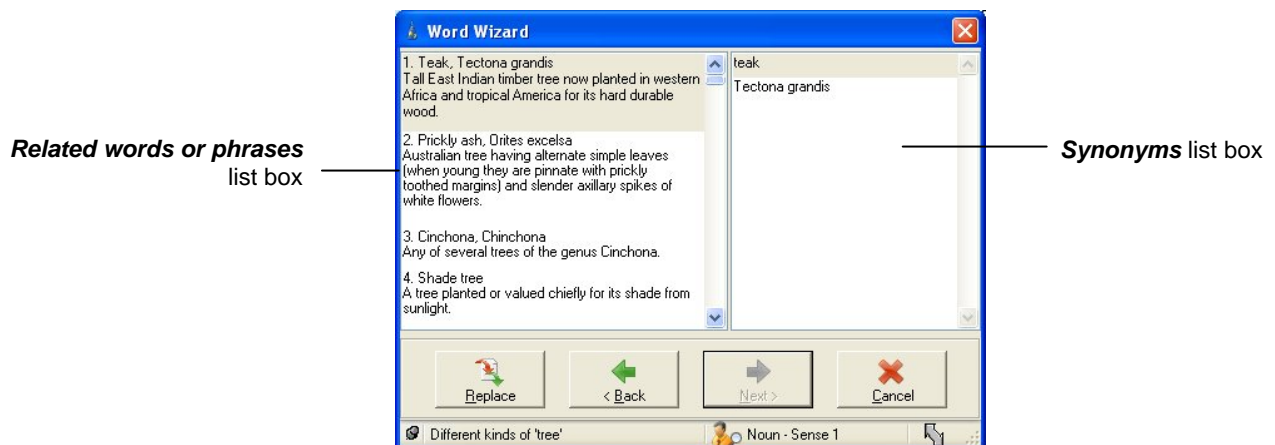 Word Wizard
1. Teak, Tectona grandis
Tall East Indian timber tree now planted in western
Africa and tropical America for its hard durable
wood.
2. Prickly ash, Orites excelsa
Australian tree having alternate simple leaves
(when young they are pinnate with prickly
toothed margins) and slender axillary spikes of
white flowers.
3. Cinchona, Chinchona
Any of several trees of the genus Cinchona.
4. Shade tree
A tree planted or valued chiefly for its shade from
sunlight.
teak
Tectona grandis
Related words or phrases
list box
Synonyms list box
Replace
< Back
Next >
Cancel
Different kinds of 'tree'
Noun - Sense 1